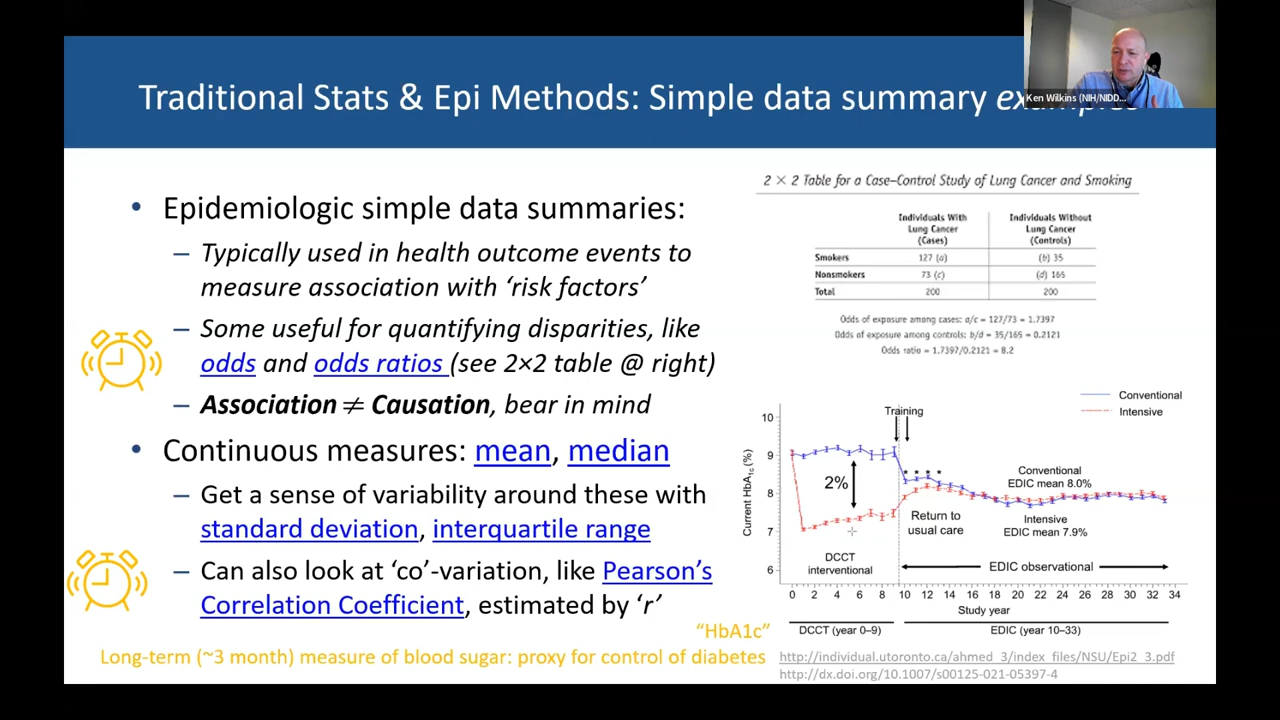 Traditional Stats & Epi Methods: Simple data summary
Ken Wilkins (NIH/NIDD...
• Epidemiologic simple data summaries:
– Typically used in health outcome events to
measure association with ‘risk factors’
– Some useful for quantifying disparities, like
odds and odds ratios (see 2×2 table @ right)
– Association ≠ Causation, bear in mind
• Continuous measures: mean, median
– Get a sense of variability around these with
standard deviation, interquartile range
– Can also look at ‘co’-variation, like Pearson’s
Correlation Coefficient, estimated by ‘r’
“HbA1c”
Long-term (~3 month) measure of blood sugar: proxy for control of diabetes
2 × 2 Table for a Case–Control Study of Lung Cancer and Smoking
Individuals With Lung Cancer (Cases)
Individuals Without Lung Cancer (Controls)
Smokers 127 (a) (b) 35
Nonsmokers 73 (c) (d) 165
Total 200 200
Odds of exposure among cases: a/c = 127/73 = 1.7397
Odds of exposure among controls: b/d = 35/165 = 0.2121
Odds ratio = 1.7397/0.2121 = 8.2
Conventional
Intensive
Training
10
9
8
7
6
Current HbA1c (%)
2%
* * * *
Conventional
EDIC mean 8.0%
Return to
usual care
Intensive
EDIC mean 7.9%
DCCT
interventional
EDIC observational
0 2 4 6 8 10 12 14 16 18 20 22 24 26 28 30 32 34
Study year
DCCT (year 0–9)
EDIC (year 10–33)
http://individual.utoronto.ca/ahmed_3/index_files/NSU/Epi2_3.pdf
http://dx.doi.org/10.1007/s00125-021-05397-4